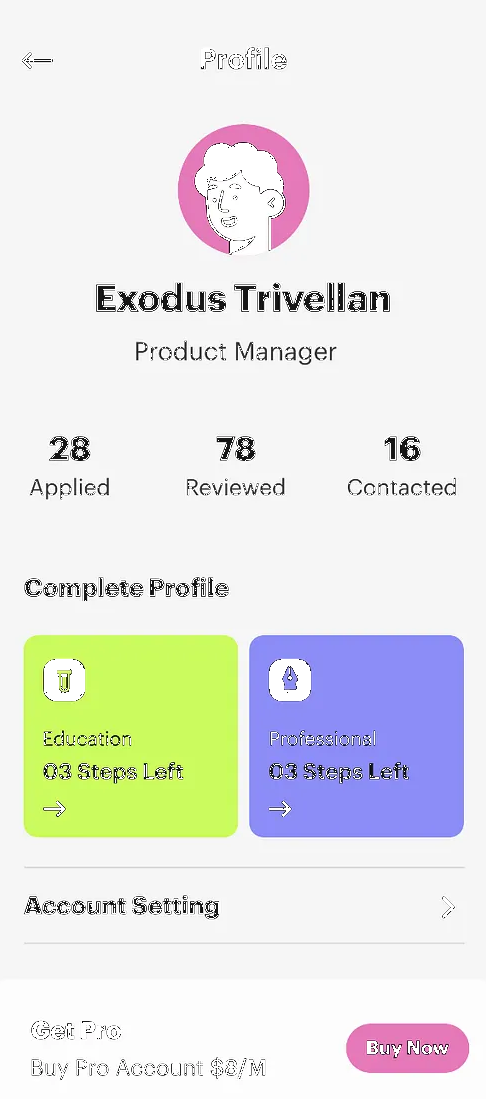 Profile
Exodus Trivellan
Product Manager
28 78 16
Applied Reviewed Contacted
Complete Profile
Education Professional
03 Steps Left 03 Steps Left
Account Setting
Get Pro
Buy Pro Account $8/M
Buy Now